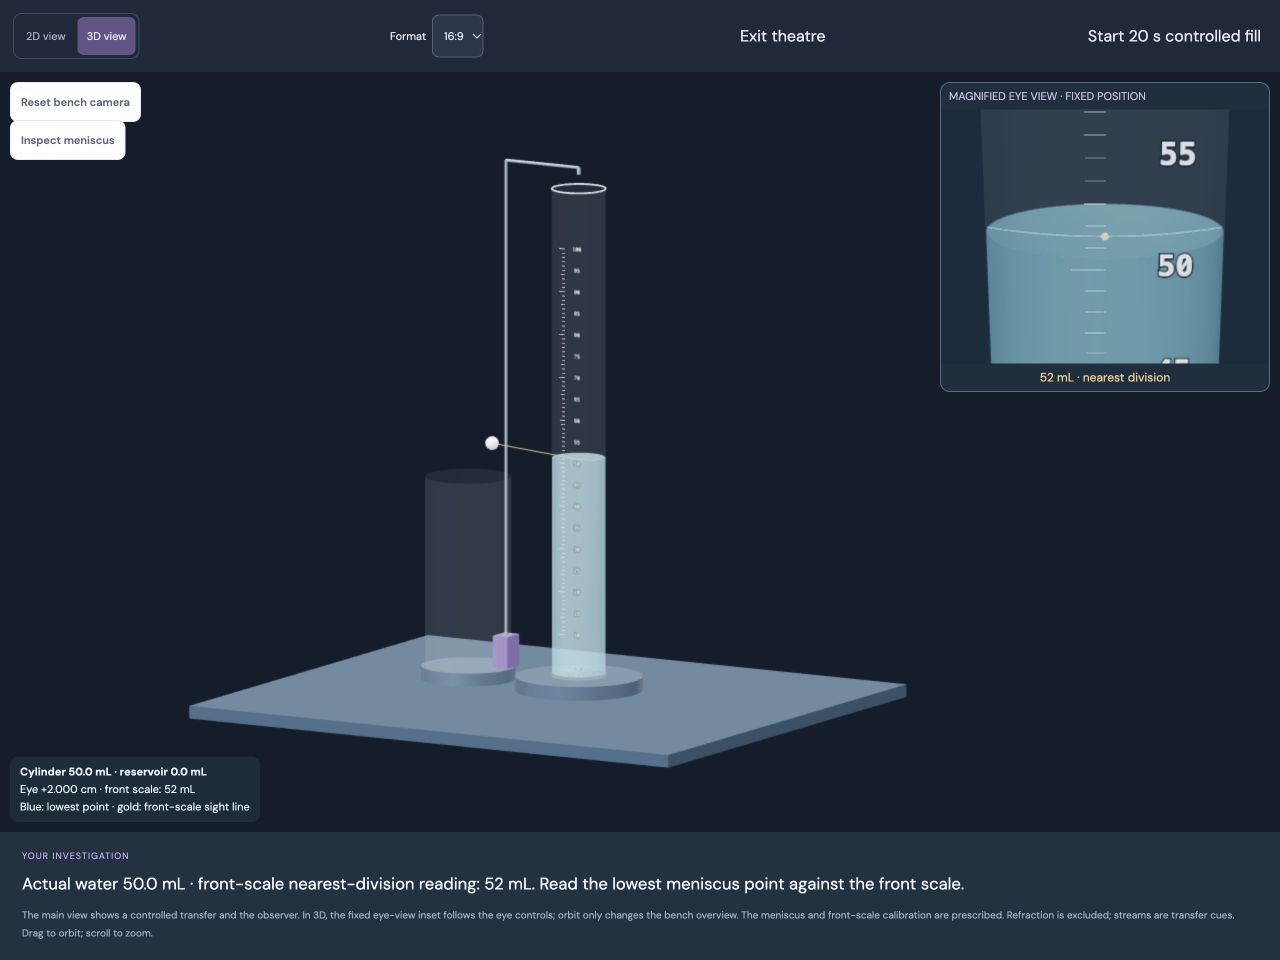 2D view
3D view
Format
16:9
Exit theatre
Start 20 s controlled fill
Reset bench camera
Inspect meniscus
MAGNIFIED EYE VIEW · FIXED POSITION
55
50
52 mL · nearest division
100
Cylinder 50.0 mL · reservoir 0.0 mL
Eye +2.000 cm · front scale: 52 mL
Blue: lowest point · gold: front-scale sight line
YOUR INVESTIGATION
Actual water 50.0 mL · front-scale nearest-division reading: 52 mL. Read the lowest meniscus point against the front scale.
The main view shows a controlled transfer and the observer. In 3D, the fixed eye-view inset follows the eye controls; orbit only changes the bench overview. The meniscus and front-scale calibration are prescribed. Refraction is excluded; streams are transfer cues.
Drag to orbit; scroll to zoom.